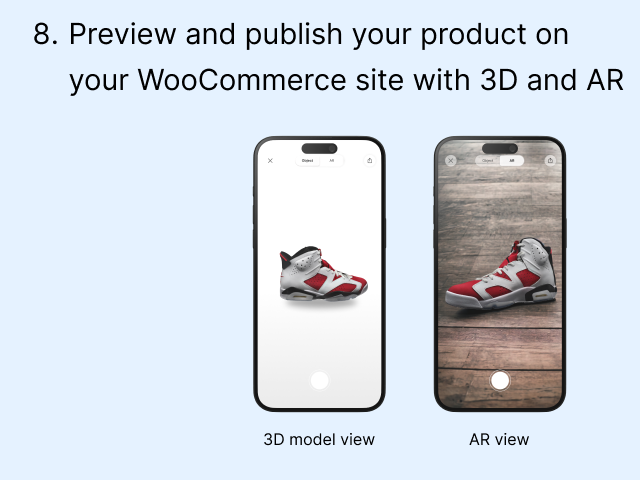 8. Preview and publish your product on
your WooCommerce site with 3D and AR
Object AR
Object AR
3D model view
AR view